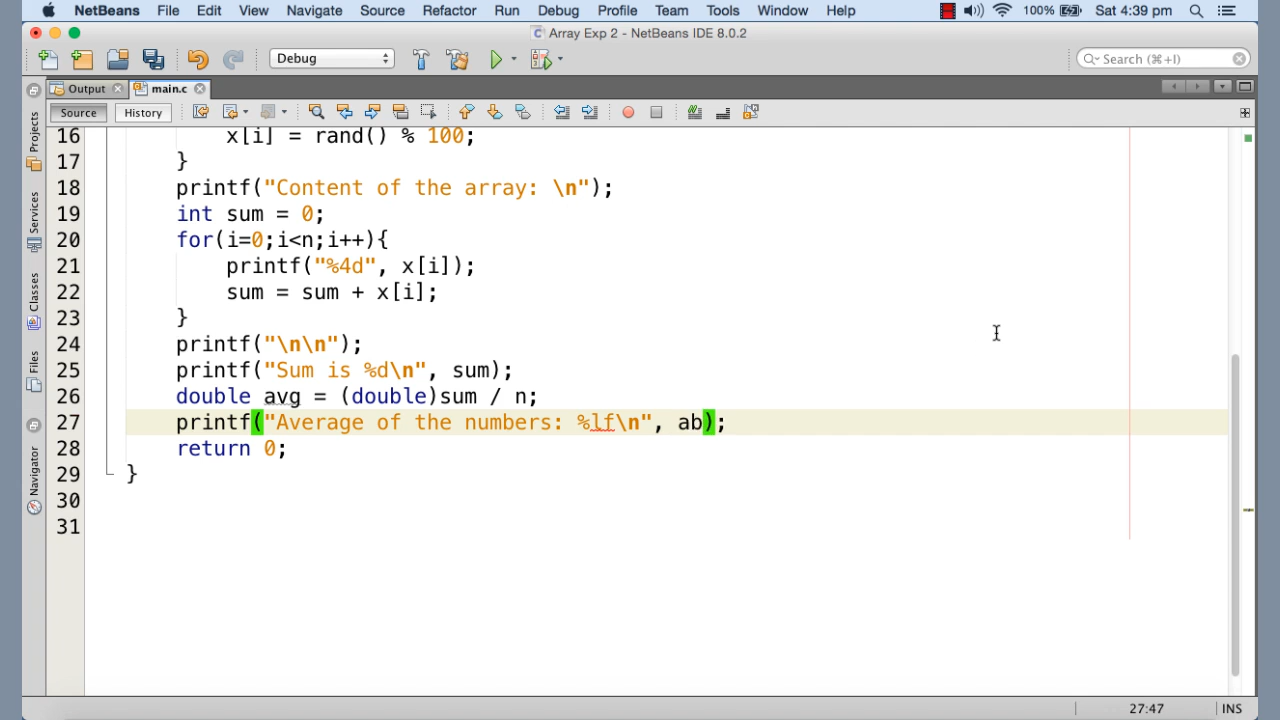 NetBeans File Edit View Navigate Source Refactor Run Debug Profile Team Tools Window Help 100% Sat 4:39 pm
Array Exp 2 - NetBeans IDE 8.0.2
Debug Search (⌘+I)
Output main.c
Source History
Projects
Services
Classes
Files
Navigator
16 x[i] = rand() % 100;
17 }
18 printf("Content of the array: \n");
19 int sum = 0;
20 for(i=0;i<n;i++){
21 printf("%4d", x[i]);
22 sum = sum + x[i];
23 }
24 printf("\n\n");
25 printf("Sum is %d\n", sum);
26 double avg = (double)sum / n;
27 printf("Average of the numbers: %lf\n", ab);
28 return 0;
29 }
30
31
27:47 INS